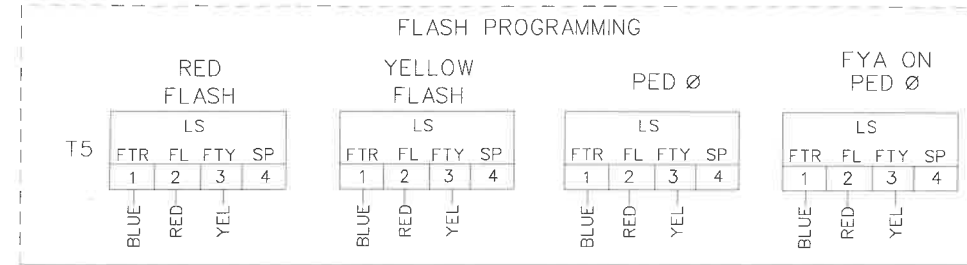 FLASH PROGRAMMING
RED
FLASH
YELLOW
FLASH
PED Ø
FYA ON
PED Ø
T5
LS
FTR FL FTY SP
1 2 3 4
BLUE
RED
YEL
LS
FTR FL FTY SP
1 2 3 4
BLUE
RED
YEL
LS
FTR FL FTY SP
1 2 3 4
BLUE
RED
YEL
LS
FTR FL FTY SP
1 2 3 4
BLUE
RED
YEL